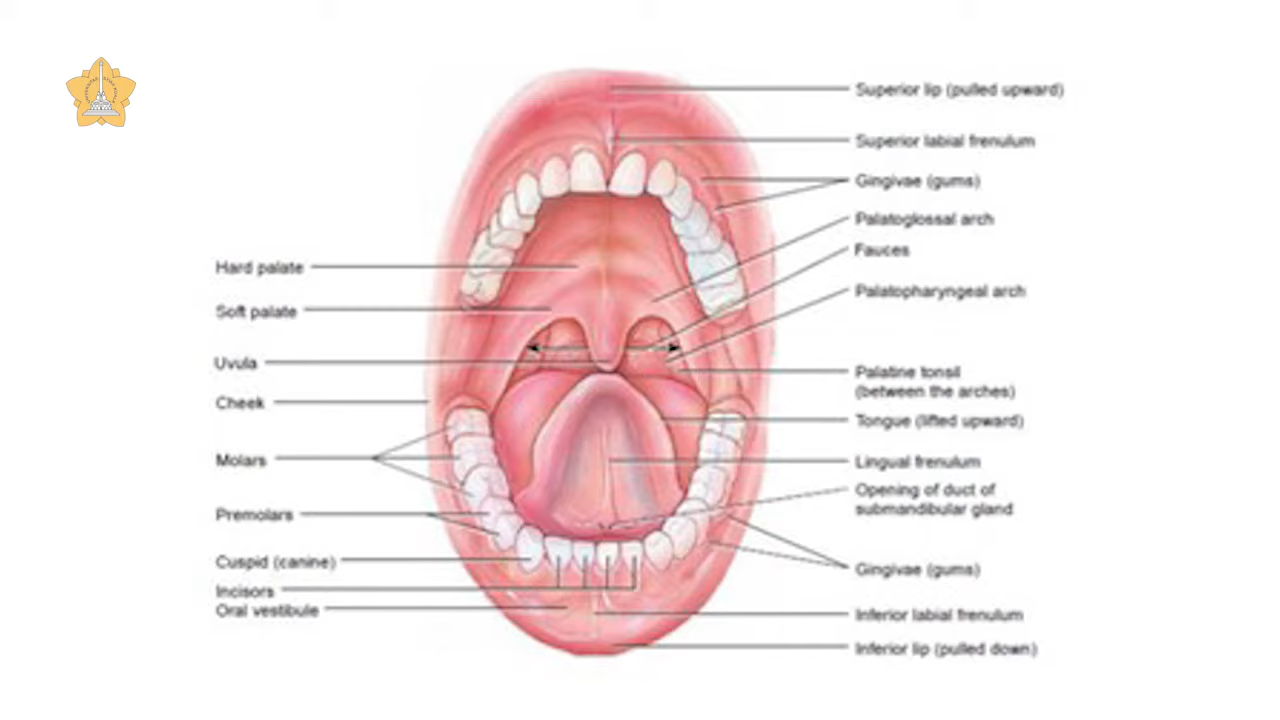 Superior lip (pulled upward)
Superior labial frenulum
Gingivae (gums)
Palatoglossal arch
Fauces
Palatopharyngeal arch
Palatine tonsil
(between the arches)
Tongue (lifted upward)
Lingual frenulum
Opening of duct of
submandibular gland
Gingivae (gums)
Inferior labial frenulum
Inferior lip (pulled down)
Hard palate
Soft palate
Uvula
Cheek
Molars
Premolars
Cuspid (canine)
Incisors
Oral vestibule